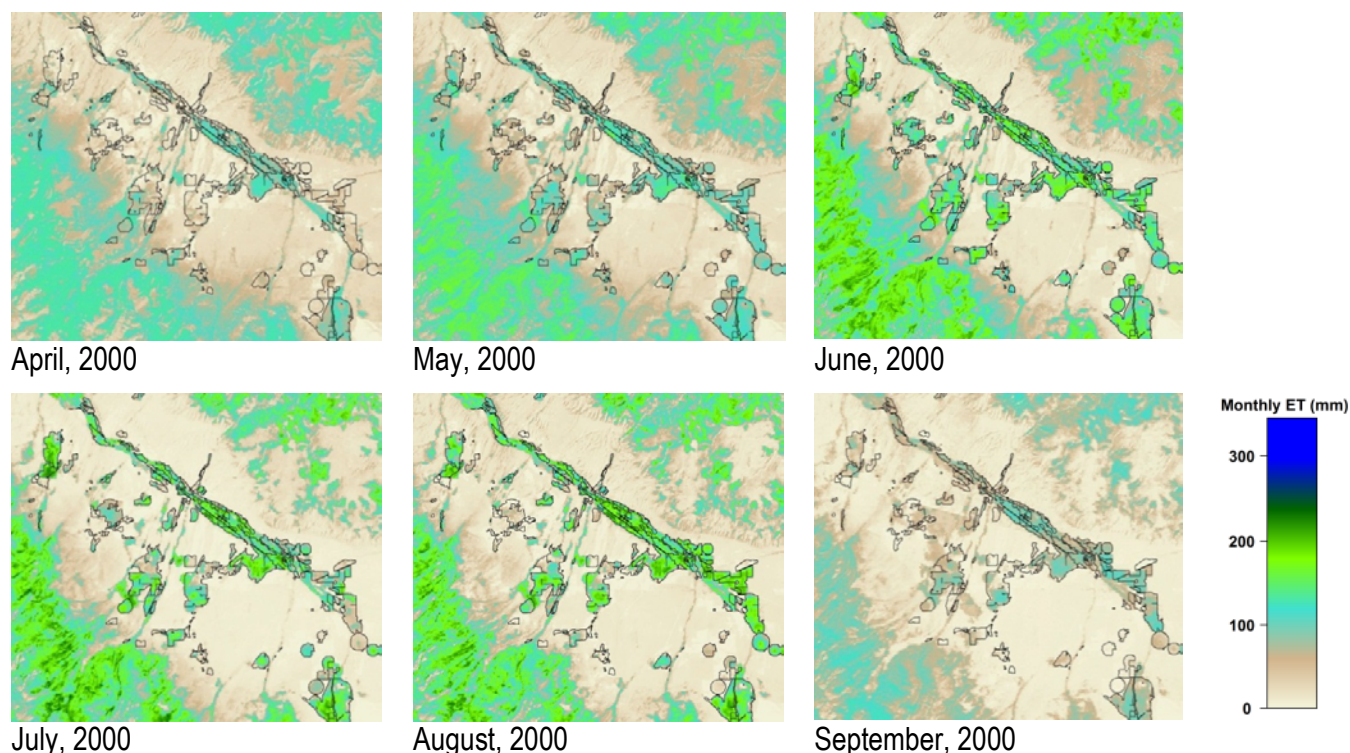 April, 2000
May, 2000
June, 2000
July, 2000
August, 2000
September, 2000
Monthly ET (mm)
300
200
100
0